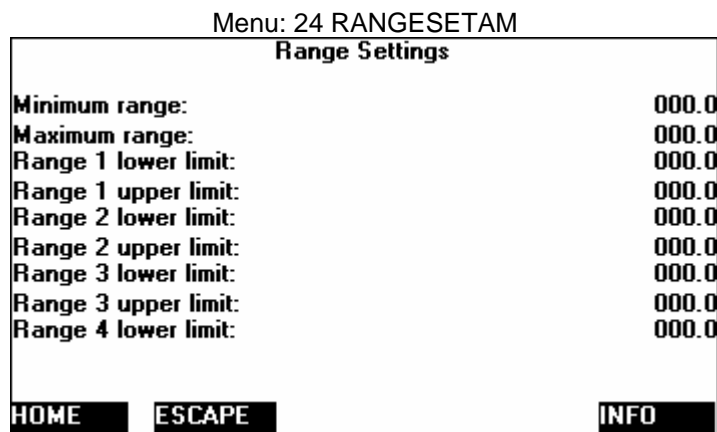 Menu: 24 RANGESETAM
Range Settings
Minimum range: 000.0
Maximum range: 000.0
Range 1 lower limit: 000.0
Range 1 upper limit: 000.0
Range 2 lower limit: 000.0
Range 2 upper limit: 000.0
Range 3 lower limit: 000.0
Range 3 upper limit: 000.0
Range 4 lower limit: 000.0
HOME ESCAPE INFO